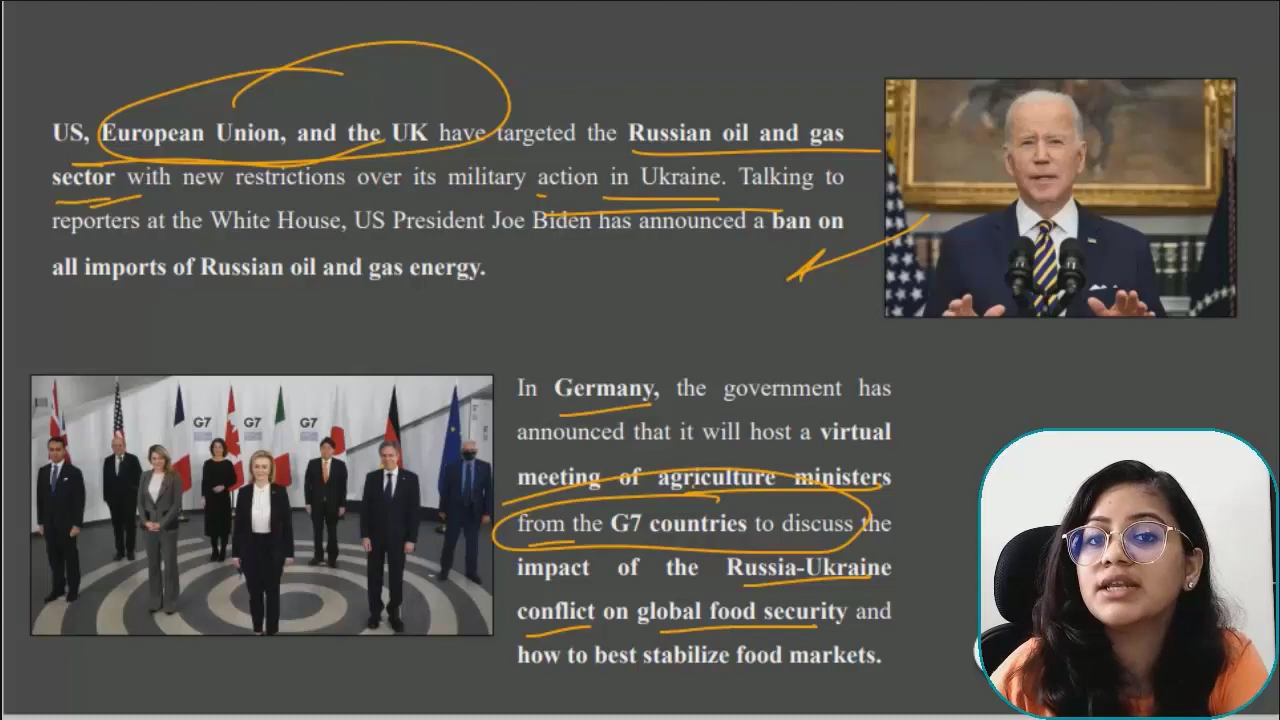 US, European Union, and the UK have targeted the Russian oil and gas
sector with new restrictions over its military action in Ukraine. Talking to
reporters at the White House, US President Joe Biden has announced a ban on
all imports of Russian oil and gas energy.
G7
G7
In Germany, the government has
announced that it will host a virtual
meeting of agriculture ministers
from the G7 countries to discuss the
impact of the Russia-Ukraine
conflict on global food security and
how to best stabilize food markets.